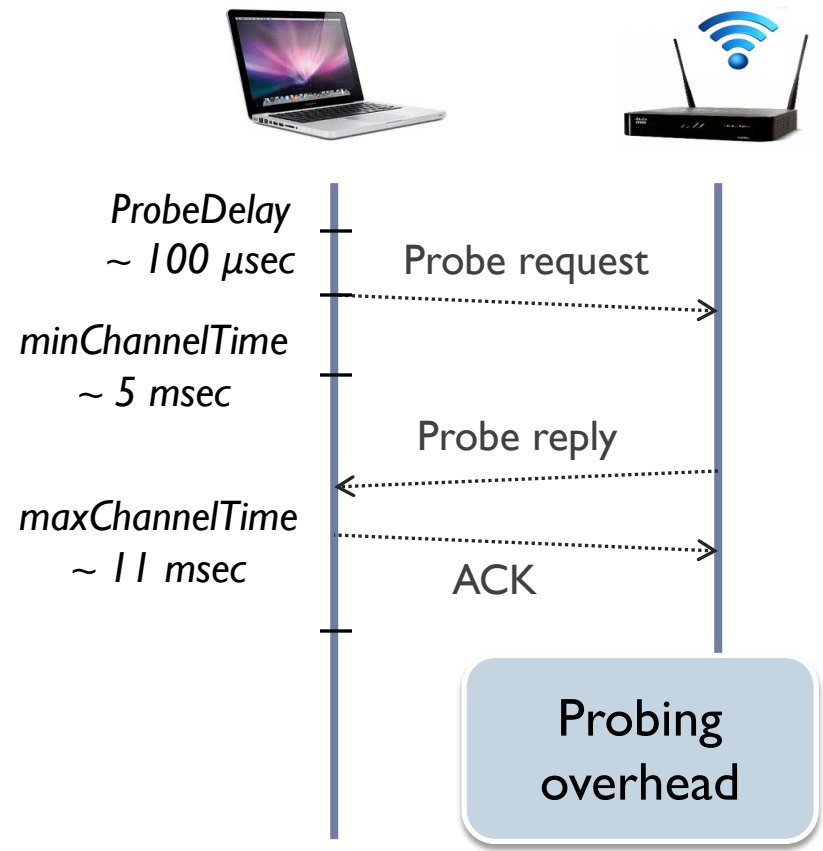 ProbeDelay
~ 100 μsec
Probe request
minChannelTime
~ 5 msec
Probe reply
maxChannelTime
~ 11 msec
ACK
Probing
overhead